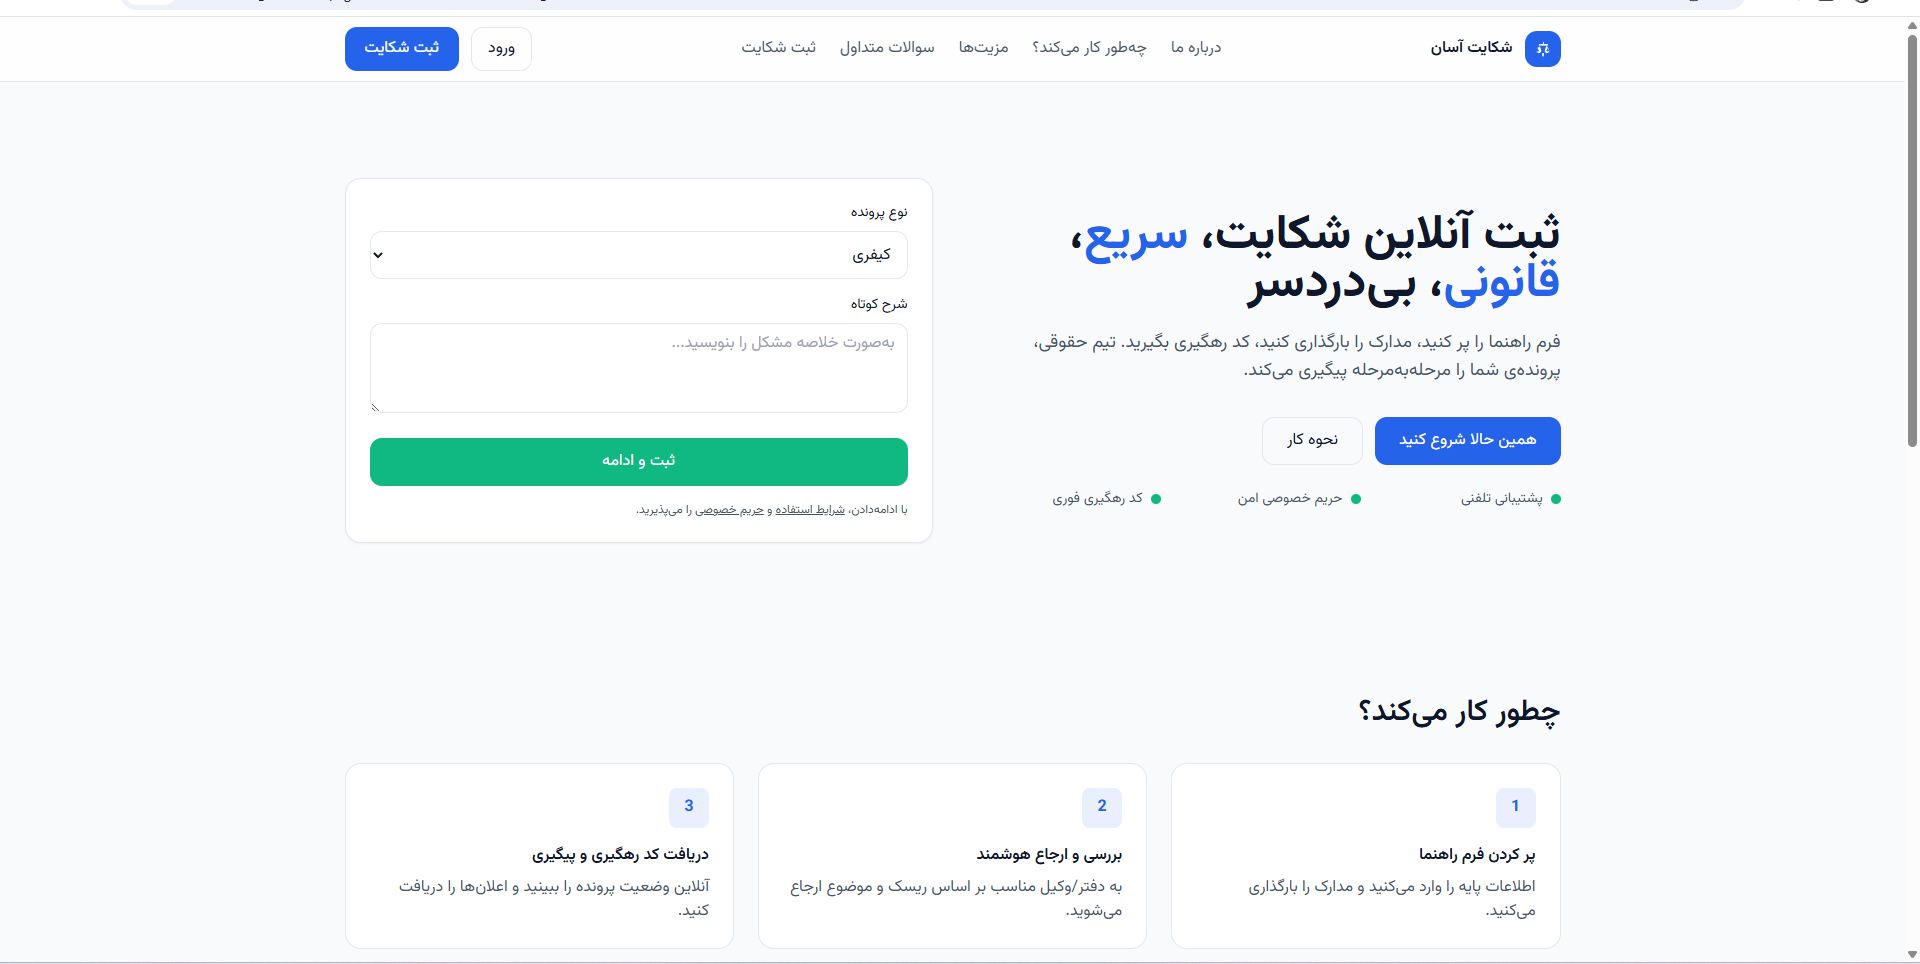 شکایت آسان
درباره ما
چه‌طور کار می‌کند؟
مزیت‌ها
سوالات متداول
ثبت شکایت
ورود
ثبت شکایت
ثبت آنلاین شکایت، سریع،
قانونی، بی‌دردسر
فرم راهنما را پر کنید، مدارک را بارگذاری کنید، کد رهگیری بگیرید. تیم حقوقی،
پرونده‌ی شما را مرحله‌به‌مرحله پیگیری می‌کند.
همین حالا شروع کنید
نحوه کار
پشتیبانی تلفنی
حریم خصوصی امن
کد رهگیری فوری
نوع پرونده
کیفری
شرح کوتاه
به‌صورت خلاصه مشکل را بنویسید...
ثبت و ادامه
با ادامه‌دادن، شرایط استفاده و حریم خصوصی را می‌پذیرید.
چطور کار می‌کند؟
1
پر کردن فرم راهنما
اطلاعات پایه را وارد می‌کنید و مدارک را بارگذاری
می‌کنید.
2
بررسی و ارجاع هوشمند
به دفتر/وکیل مناسب بر اساس ریسک و موضوع ارجاع
می‌شوید.
3
دریافت کد رهگیری و پیگیری
آنلاین وضعیت پرونده را ببینید و اعلان‌ها را دریافت
کنید.